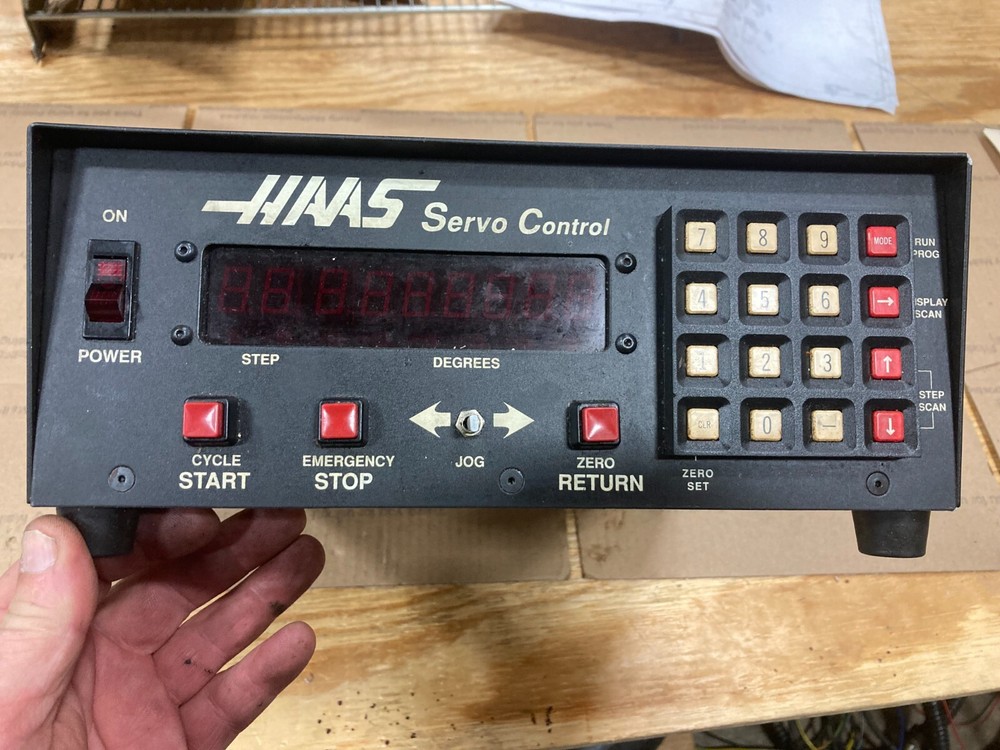 HAAS Servo Control
ON
POWER
STEP
DEGREES
CYCLE
START
EMERGENCY
STOP
JOG
ZERO
RETURN
7 8 9 MODE
RUN
PROG
4 5 6 →
ISPLAY
SCAN
1 2 3 ↑
STEP
SCAN
CLR 0 – ↓
ZERO
SET